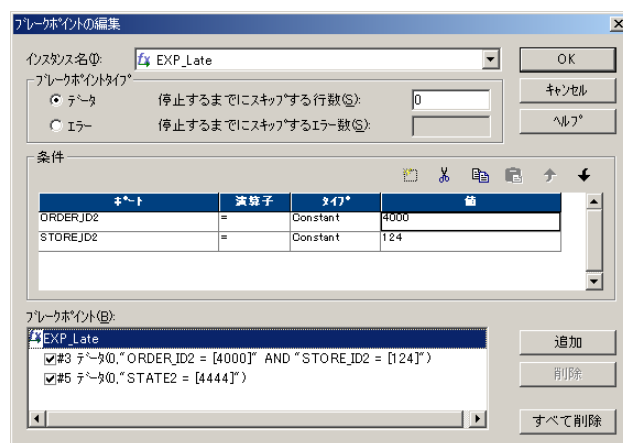 ﾌﾞﾚｰｸﾎﾟｲﾝﾄの編集
インスタンス名(I): fx EXP_Late
OK
ﾌﾞﾚｰｸﾎﾟｲﾝﾄﾀｲﾌﾟ
ﾃﾞｰﾀ 停止するまでにスキップする行数(S): 0
キャンセル
エラー 停止するまでにスキップするエラー数(S):
ヘルプ
条件
ﾎﾟｰﾄ 演算子 ﾀｲﾌﾟ 値
ORDER_ID2 = Constant 4000
STORE_ID2 = Constant 124
ﾌﾞﾚｰｸﾎﾟｲﾝﾄ(B):
EXP_Late
#3 ﾃﾞｰﾀ(0,"ORDER_ID2 = [4000]" AND "STORE_ID2 = [124]")
#5 ﾃﾞｰﾀ(0,"STATE2 = [4444]")
追加
削除
すべて削除